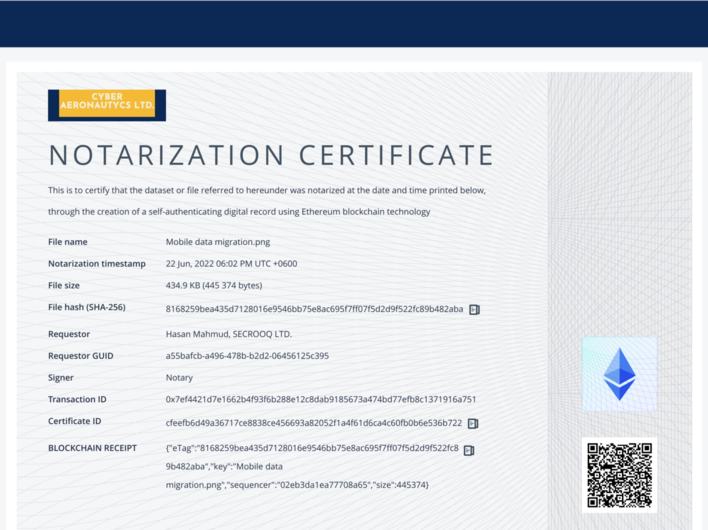 CYBER
AERONAUTYCS LTD.
NOTARIZATION CERTIFICATE
This is to certify that the dataset or file referred to hereunder was notarized at the date and time printed below,
through the creation of a self-authenticating digital record using Ethereum blockchain technology
File name Mobile data migration.png
Notarization timestamp 22 Jun, 2022 06:02 PM UTC +0600
File size 434.9 KB (445 374 bytes)
File hash (SHA-256) 8168259bea435d7128016e9546bb75e8ac695f7ff07f5d2d9f522fc89b482aba
Requestor Hasan Mahmud, SECROOQ LTD.
Requestor GUID a55bafcb-a496-478b-b2d2-06456125c395
Signer Notary
Transaction ID 0x7ef4421d7e1662b4f93f6b288e12c8dab9185673a474bd77efb8c1371916a751
Certificate ID cfeefb6d49a36717ce8838ce456693a82052f1a4f61d6ca4c60fb0b6e536b722
BLOCKCHAIN RECEIPT {"eTag":"8168259bea435d7128016e9546bb75e8ac695f7ff07f5d2d9f522fc8
9b482aba","key":"Mobile data
migration.png","sequencer":"02eb3da1ea77708a65","size":445374}